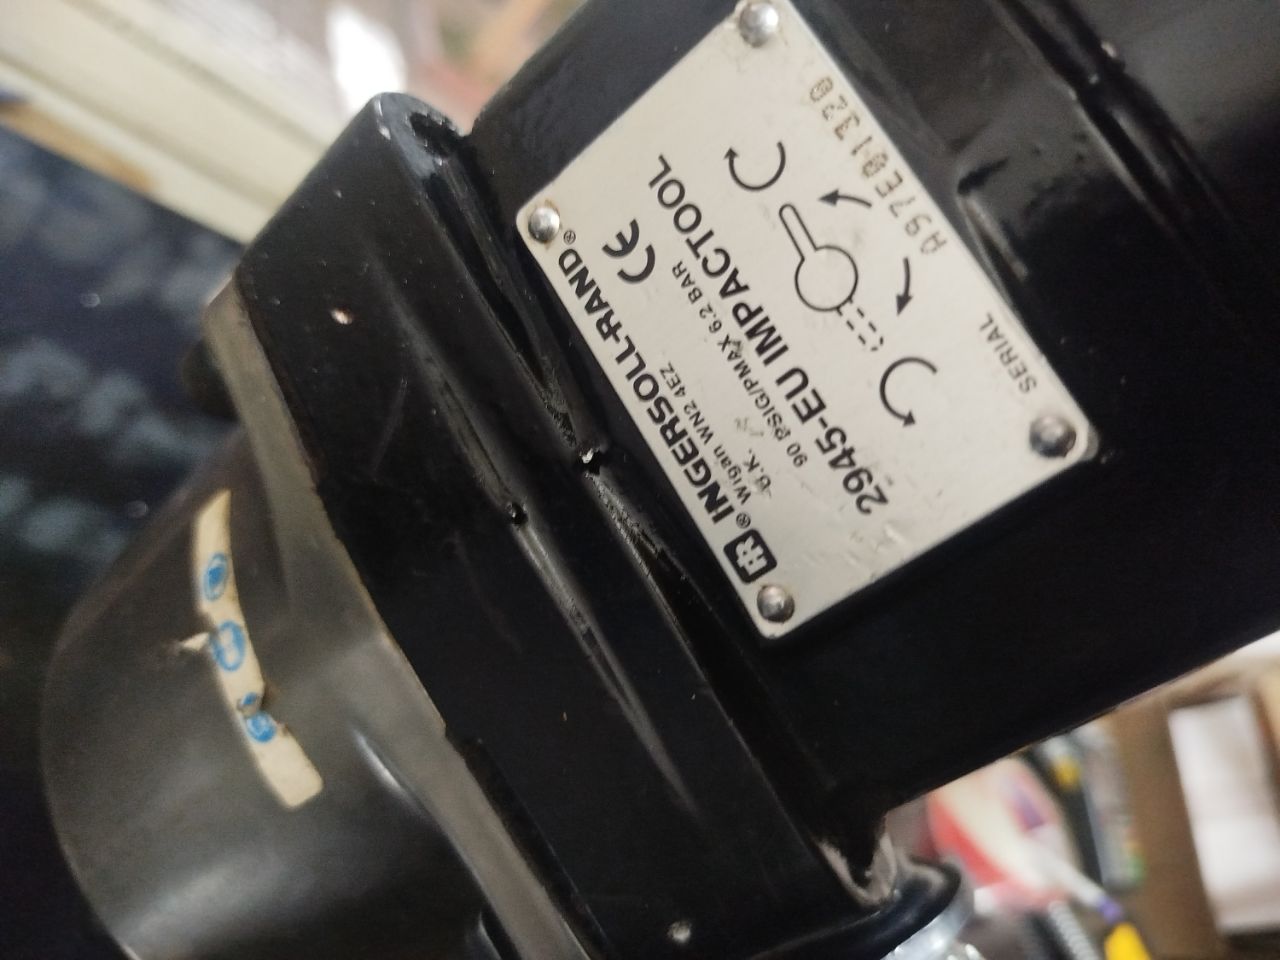 IR® INGERSOLL-RAND®
Wigan WN2 4EZ
U.K.
CE
90 PSIG/PMAX 6.2 BAR
2945-EU IMPACTOOL
SERIAL
A97E01320